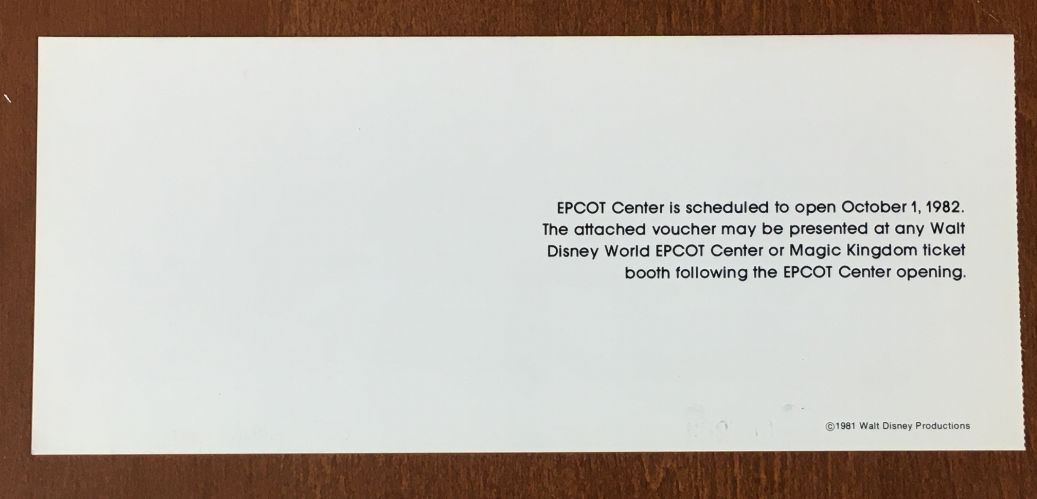 EPCOT Center is scheduled to open October 1, 1982.
The attached voucher may be presented at any Walt
Disney World EPCOT Center or Magic Kingdom ticket
booth following the EPCOT Center opening.
©1981 Walt Disney Productions